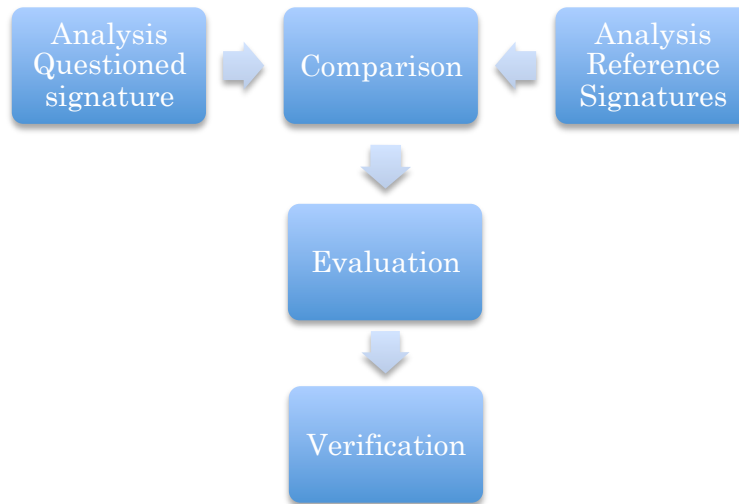 Analysis
Questioned
signature
Comparison
Analysis
Reference
Signatures
Evaluation
Verification